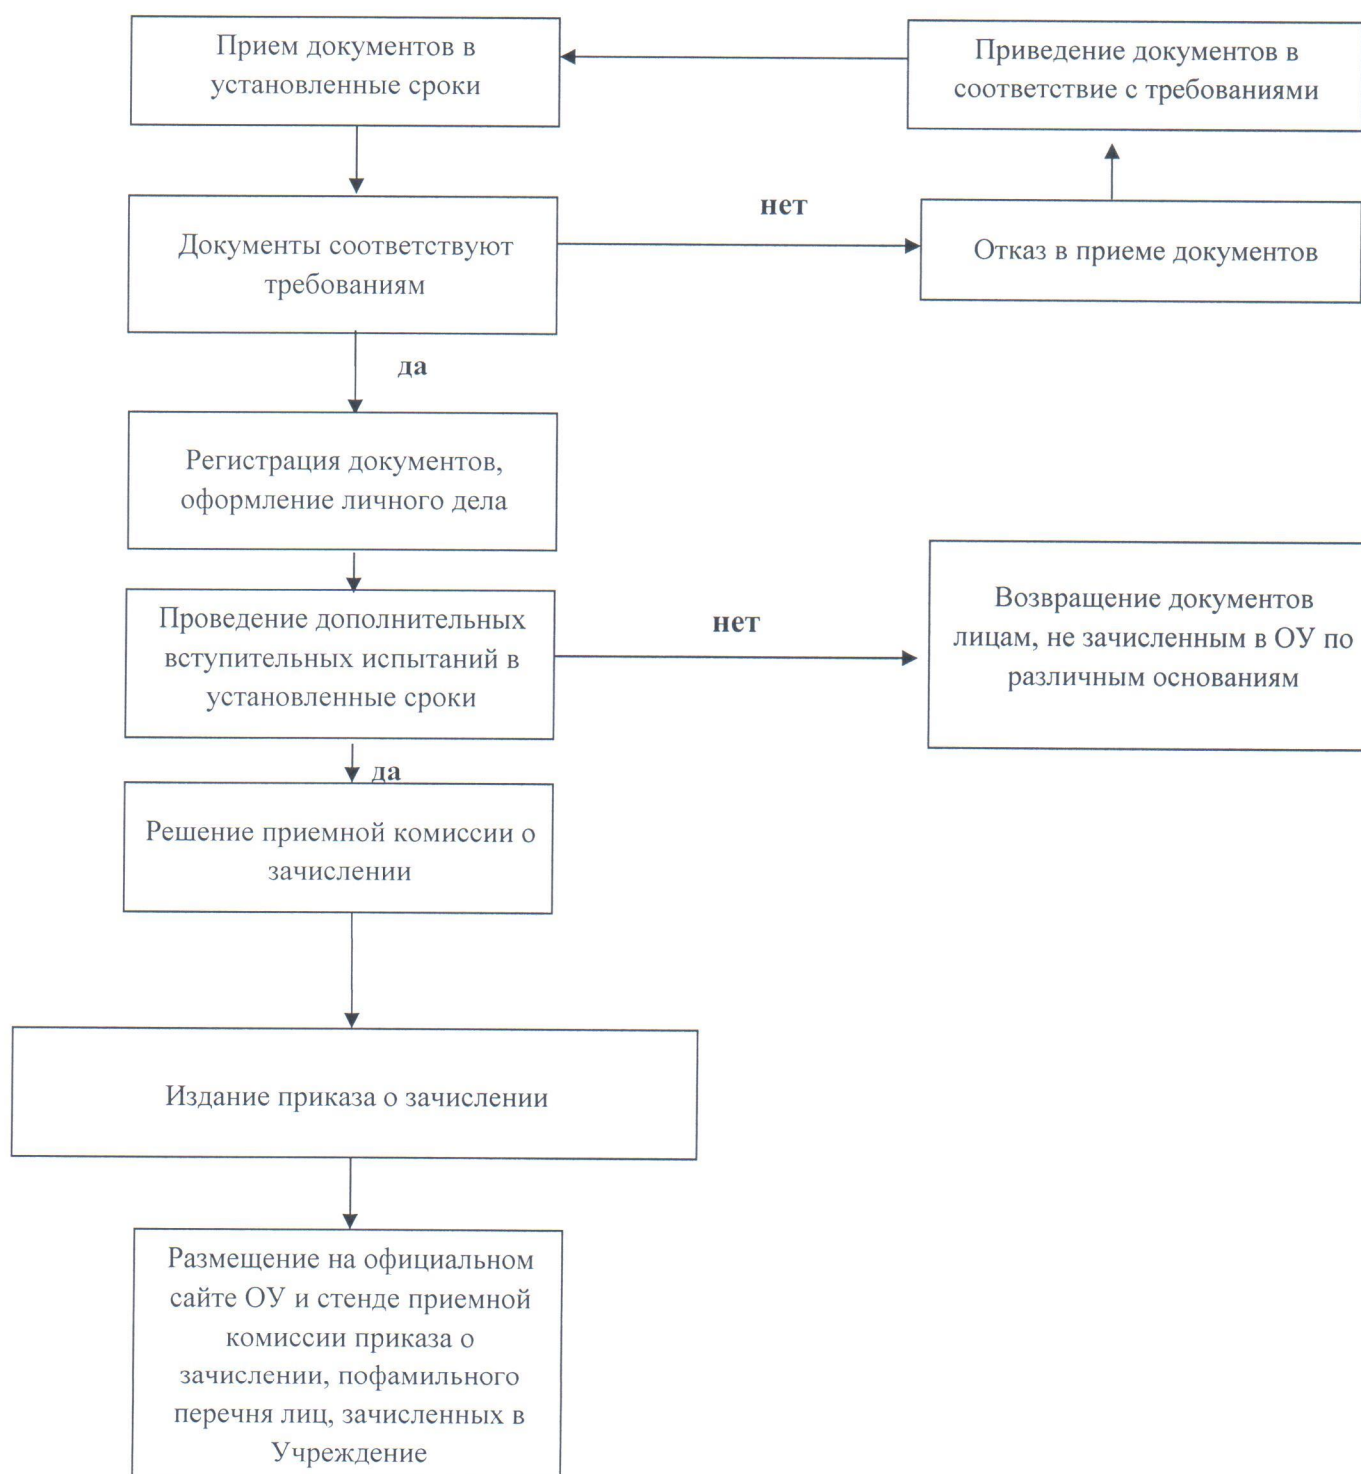 Прием документов в
установленные сроки
Приведение документов в
соответствие с требованиями
Документы соответствуют
требованиям
нет
Отказ в приеме документов
да
Регистрация документов,
оформление личного дела
Проведение дополнительных
вступительных испытаний в
установленные сроки
нет
Возвращение документов
лицам, не зачисленным в ОУ по
различным основаниям
да
Решение приемной комиссии о
зачислении
Издание приказа о зачислении
Размещение на официальном
сайте ОУ и стенде приемной
комиссии приказа о
зачислении, пофамильного
перечня лиц, зачисленных в
Учреждение